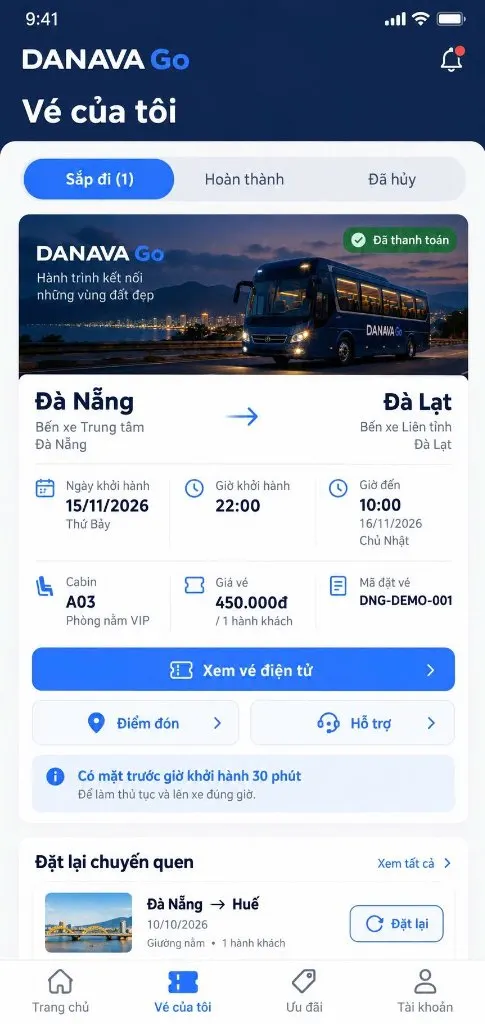 9:41
DANAVA Go
Vé của tôi
Sắp đi (1)
Hoàn thành
Đã hủy
DANAVA Go
Hành trình kết nối
những vùng đất đẹp
Đã thanh toán
DANAVA Go
Đà Nẵng
Bến xe Trung tâm
Đà Nẵng
Đà Lạt
Bến xe Liên tỉnh
Đà Lạt
Ngày khởi hành
15/11/2026
Thứ Bảy
Giờ khởi hành
22:00
Giờ đến
10:00
16/11/2026
Chủ Nhật
Cabin
A03
Phòng nằm VIP
Giá vé
450.000đ
/ 1 hành khách
Mã đặt vé
DNG-DEMO-001
Xem vé điện tử
Điểm đón
Hỗ trợ
Có mặt trước giờ khởi hành 30 phút
Để làm thủ tục và lên xe đúng giờ.
Đặt lại chuyến quen
Xem tất cả
Đà Nẵng → Huế
10/10/2026
Giường nằm • 1 hành khách
Đặt lại
Trang chủ
Vé của tôi
Ưu đãi
Tài khoản